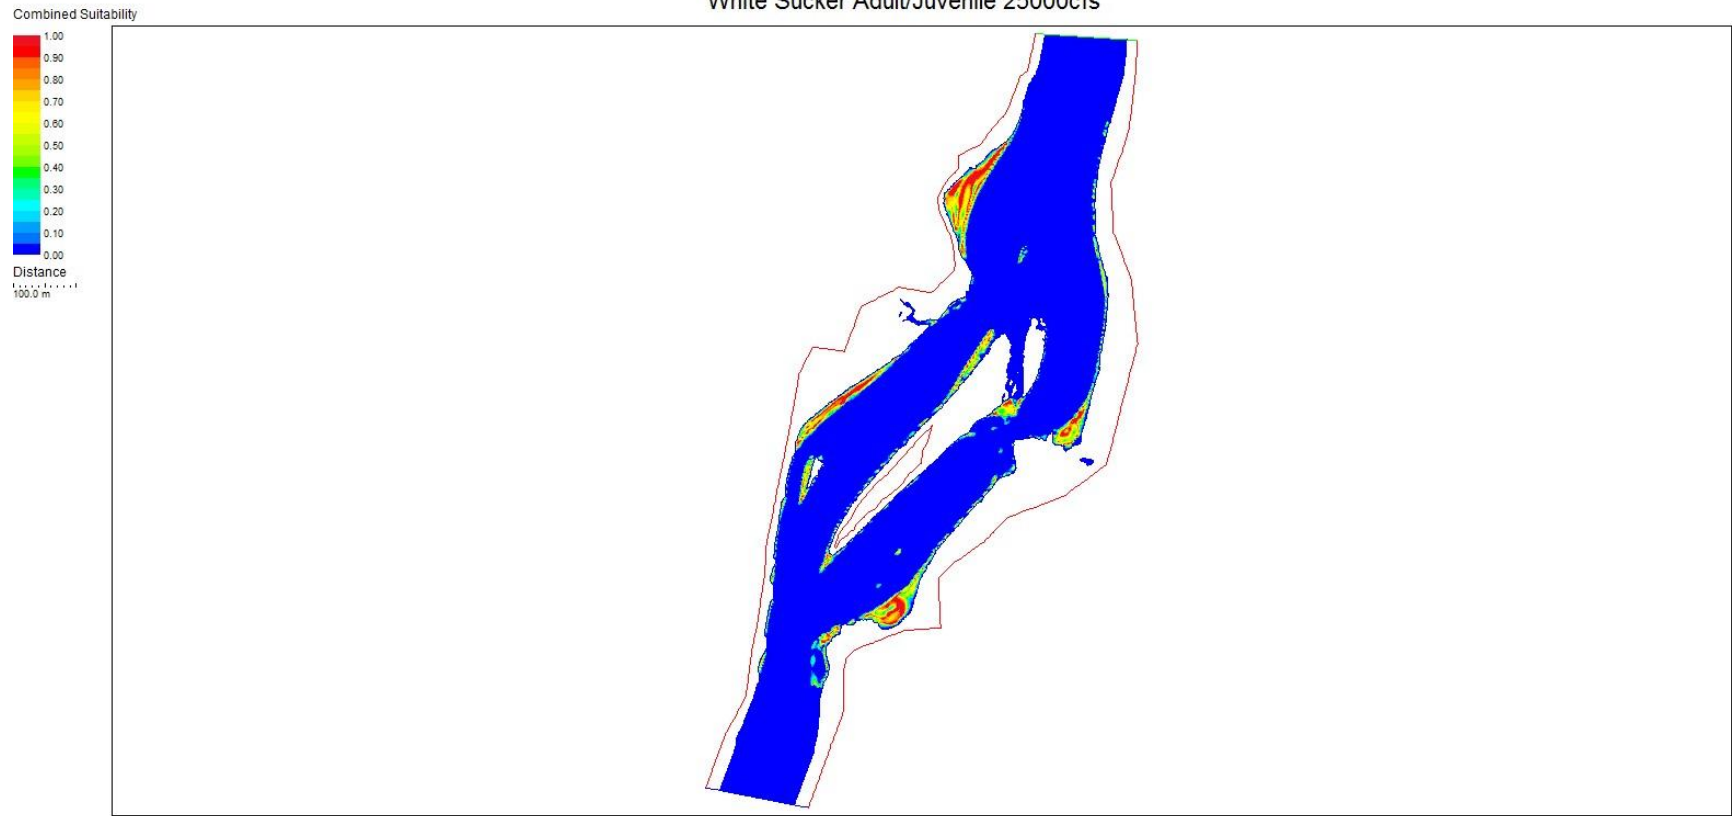 White Sucker Adult/Juvenile 25000cfs
Combined Suitability
1.00
0.90
0.80
0.70
0.60
0.50
0.40
0.30
0.20
0.10
0.00
Distance
100.0 m